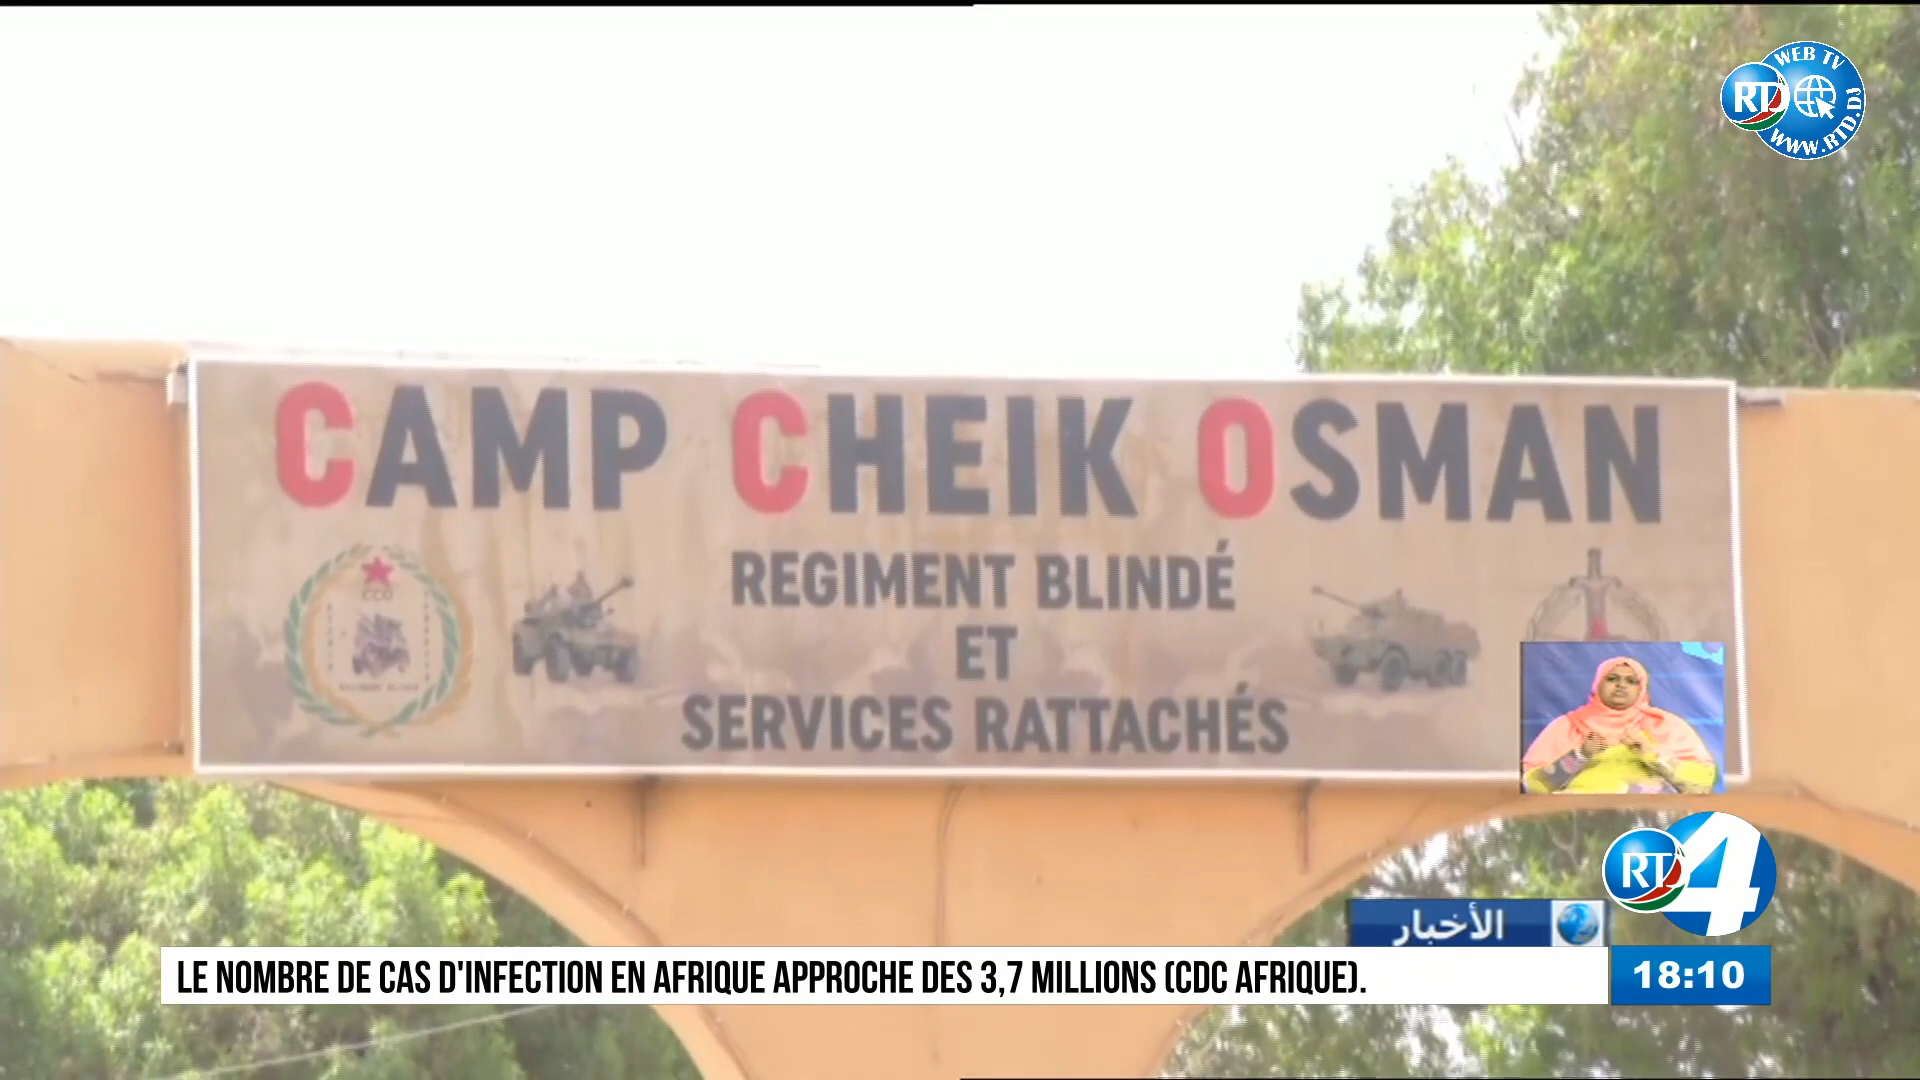 WEB TV
RTD
WWW.RTD.DJ
CAMP CHEIK OSMAN
CCO
REGIMENT BLINDÉ
ET
SERVICES RATTACHÉS
RTD 4
الأخبار
LE NOMBRE DE CAS D'INFECTION EN AFRIQUE APPROCHE DES 3,7 MILLIONS (CDC AFRIQUE).
18:10